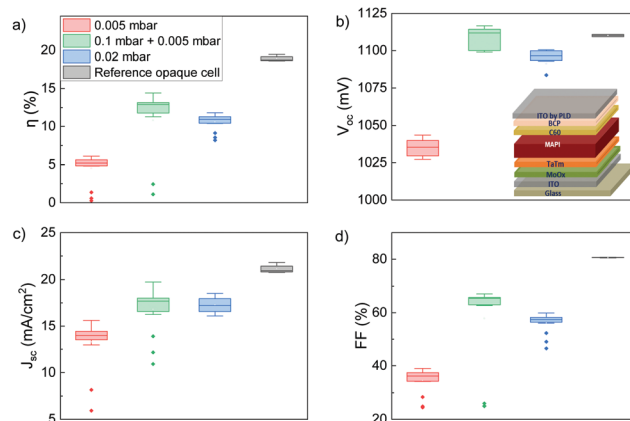 a)
0.005 mbar
0.1 mbar + 0.005 mbar
0.02 mbar
Reference opaque cell
20
15
10
5
0
η (%)
b)
1125
1100
1075
1050
1025
1000
Voc (mV)
ITO by PLD
BCP
C60
MAPI
TaTm
MoOx
ITO
Glass
c)
25
20
15
10
5
Jsc (mA/cm²)
d)
80
60
40
20
FF (%)